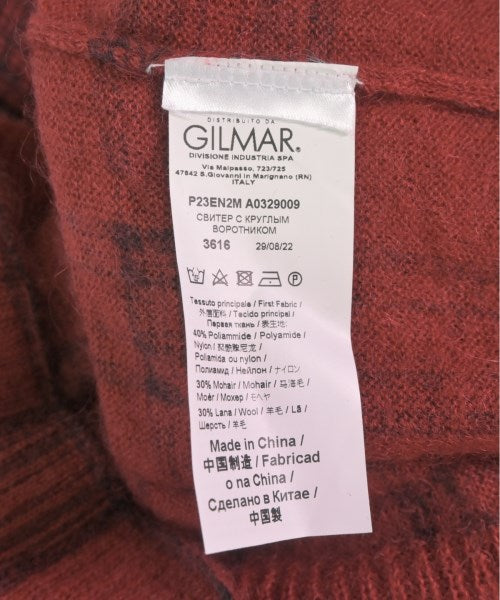 DISTRIBUITO DA
GILMAR®
DIVISIONE INDUSTRIA SPA
Via Malpasso, 723/725
47842 S.Giovanni in Marignano (RN)
ITALY
P23EN2M A0329009
СВИТЕР С КРУГЛЫМ
ВОРОТНИКОМ
3616 29/08/22
Tessuto principale / First Fabric /
外層面料 / Tecido principal /
Первая ткань / 表生地:
40% Poliammide / Polyamide /
Nylon / 聚酰胺尼龙 /
Poliamida ou nylon /
Полиамид / Нейлон / ナイロン
30% Mohair / Mohair / 马海毛 /
Moér / Мохер / モヘヤ
30% Lana / Wool / 羊毛 / Lã /
Шерсть / 羊毛
Made in China /
中国制造 / Fabricad
o na China /
Сделано в Китае /
中国製